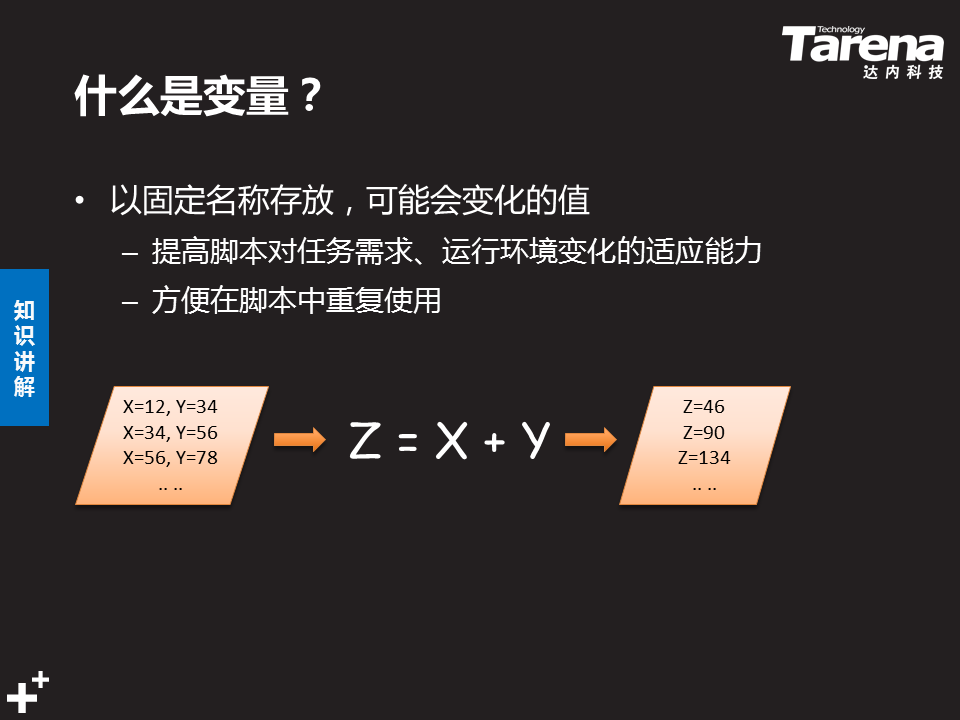 Technology
Tarena
达内科技
什么是变量？
• 以固定名称存放，可能会变化的值
– 提高脚本对任务需求、运行环境变化的适应能力
– 方便在脚本中重复使用
知识讲解
X=12, Y=34
X=34, Y=56
X=56, Y=78
.. ..
Z = X + Y
Z=46
Z=90
Z=134
.. ..